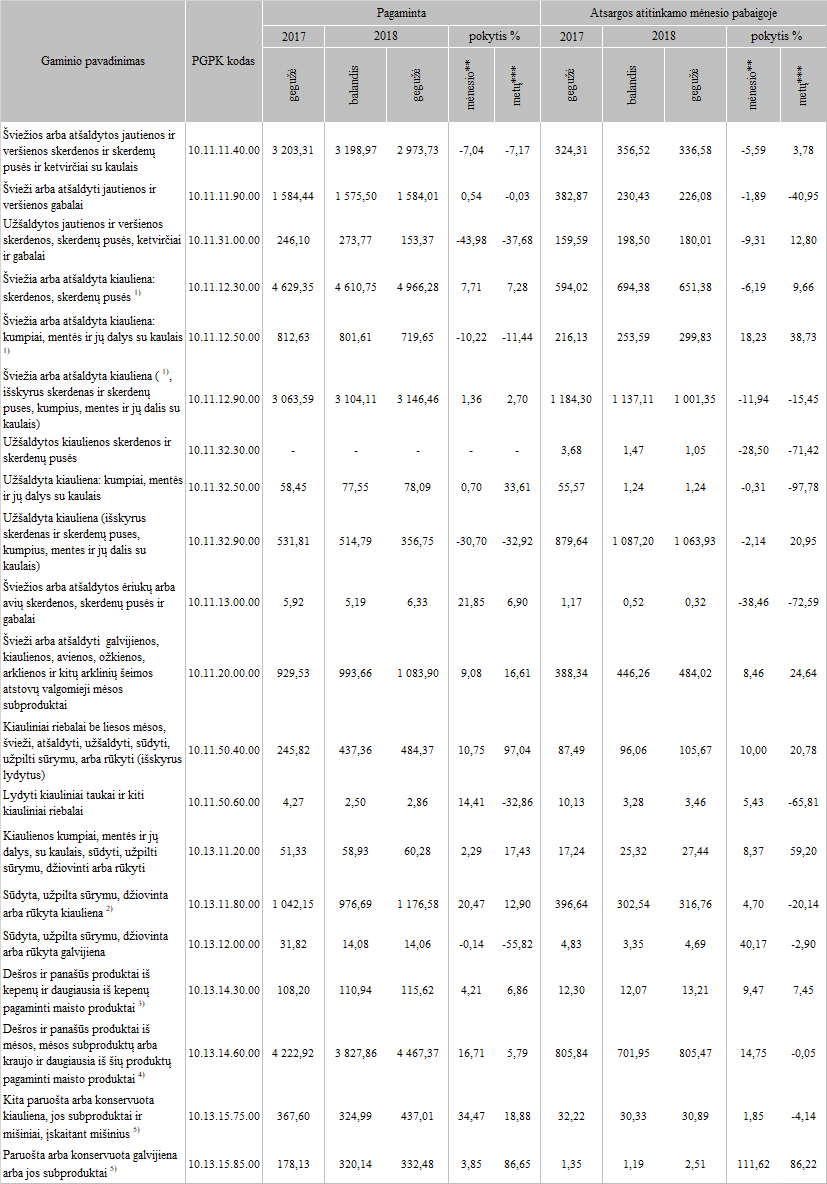 Gaminio pavadinimas PGPK kodas Pagaminta Atsargos atitinkamo mėnesio pabaigoje
2017 2018 pokytis % 2017 2018 pokytis %
gegužė balandis gegužė mėnesio** metų*** gegužė balandis gegužė mėnesio** metų***
Šviežios arba atšaldytos jautienos ir
veršienos skerdenos ir skerdenų
pusės ir ketvirčiai su kaulais
10.11.11.40.00 3 203,31 3 198,97 2 973,73 -7,04 -7,17 324,31 356,52 336,58 -5,59 3,78
Švieži arba atšaldyti jautienos ir
veršienos gabalai
10.11.11.90.00 1 584,44 1 575,50 1 584,01 0,54 -0,03 382,87 230,43 226,08 -1,89 -40,95
Užšaldytos jautienos ir veršienos
skerdenos, skerdenų pusės, ketvirčiai
ir gabalai
10.11.31.00.00 246,10 273,77 153,37 -43,98 -37,68 159,59 198,50 180,01 -9,31 12,80
Šviežia arba atšaldyta kiauliena:
skerdenos, skerdenų pusės 1)
10.11.12.30.00 4 629,35 4 610,75 4 966,28 7,71 7,28 594,02 694,38 651,38 -6,19 9,66
Šviežia arba atšaldyta kiauliena:
kumpiai, mentės ir jų dalys su kaulais
1)
10.11.12.50.00 812,63 801,61 719,65 -10,22 -11,44 216,13 253,59 299,83 18,23 38,73
Šviežia arba atšaldyta kiauliena ( 1),
išskyrus skerdenas ir skerdenų
puses, kumpius, mentes ir jų dalis su
kaulais)
10.11.12.90.00 3 063,59 3 104,11 3 146,46 1,36 2,70 1 184,30 1 137,11 1 001,35 -11,94 -15,45
Užšaldytos kiaulienos skerdenos ir
skerdenų pusės
10.11.32.30.00 - - - - - 3,68 1,47 1,05 -28,50 -71,42
Užšaldyta kiauliena: kumpiai, mentės
ir jų dalys su kaulais
10.11.32.50.00 58,45 77,55 78,09 0,70 33,61 55,57 1,24 1,24 -0,31 -97,78
Užšaldyta kiauliena (išskyrus
skerdenas ir skerdenų puses,
kumpius, mentes ir jų dalis su
kaulais)
10.11.32.90.00 531,81 514,79 356,75 -30,70 -32,92 879,64 1 087,20 1 063,93 -2,14 20,95
Šviežios arba atšaldytos ėriukų arba
avių skerdenos, skerdenų pusės ir
gabalai
10.11.13.00.00 5,92 5,19 6,33 21,85 6,90 1,17 0,52 0,32 -38,46 -72,59
Švieži arba atšaldyti galvijienos,
kiaulienos, avienos, ožkienos,
arklienos ir kitų arklinių šeimos
atstovų valgomieji mėsos
subproduktai
10.11.20.00.00 929,53 993,66 1 083,90 9,08 16,61 388,34 446,26 484,02 8,46 24,64
Kiauliniai riebalai be liesos mėsos,
švieži, atšaldyti, užšaldyti, sūdyti,
užpilti sūrymu, arba rūkyti (išskyrus
lydytus)
10.11.50.40.00 245,82 437,36 484,37 10,75 97,04 87,49 96,06 105,67 10,00 20,78
Lydyti kiauliniai taukai ir kiti
kiauliniai riebalai
10.11.50.60.00 4,27 2,50 2,86 14,41 -32,86 10,13 3,28 3,46 5,43 -65,81
Kiaulienos kumpiai, mentės ir jų
dalys, su kaulais, sūdyti, užpilti
sūrymu, džiovinti arba rūkyti
10.13.11.20.00 51,33 58,93 60,28 2,29 17,43 17,24 25,32 27,44 8,37 59,20
Sūdyta, užpilta sūrymu, džiovinta
arba rūkyta kiauliena 2)
10.13.11.80.00 1 042,15 976,69 1 176,58 20,47 12,90 396,64 302,54 316,76 4,70 -20,14
Sūdyta, užpilta sūrymu, džiovinta
arba rūkyta galvijiena
10.13.12.00.00 31,82 14,08 14,06 -0,14 -55,82 4,83 3,35 4,69 40,17 -2,90
Dešros ir panašūs produktai iš
kepenų ir daugiausia iš kepenų
pagaminti maisto produktai 3)
10.13.14.30.00 108,20 110,94 115,62 4,21 6,86 12,30 12,07 13,21 9,47 7,45
Dešros ir panašūs produktai iš
mėsos, mėsos subproduktų arba
kraujo ir daugiausia iš šių produktų
pagaminti maisto produktai 4)
10.13.14.60.00 4 222,92 3 827,86 4 467,37 16,71 5,79 805,84 701,95 805,47 14,75 -0,05
Kita paruošta arba konservuota
kiauliena, jos subproduktai ir
mišiniai, įskaitant mišinius 5)
10.13.15.75.00 367,60 324,99 437,01 34,47 18,88 32,22 30,33 30,89 1,85 -4,14
Paruošta arba konservuota galvijiena
arba jos subproduktai 5)
10.13.15.85.00 178,13 320,14 332,48 3,85 86,65 1,35 1,19 2,51 111,62 86,22